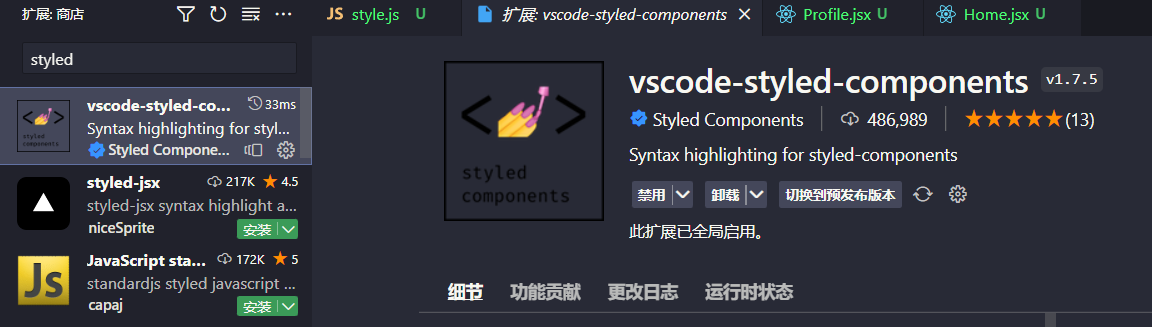 扩展: 商店
styled
vscode-styled-co... 33ms
Syntax highlighting for styl...
Styled Compone...
styled-jsx 217K 4.5
styled-jsx syntax highlight a...
niceSprite 安装
JS JavaScript sta... 172K 5
standardjs styled javascript ...
capaj 安装
JS style.js U 扩展: vscode-styled-components Profile.jsx U Home.jsx U
< >
styled
components
vscode-styled-components v1.7.5
Styled Components 486,989 (13)
Syntax highlighting for styled-components
禁用 卸载 切换到预发布版本
此扩展已全局启用。
细节 功能贡献 更改日志 运行时状态